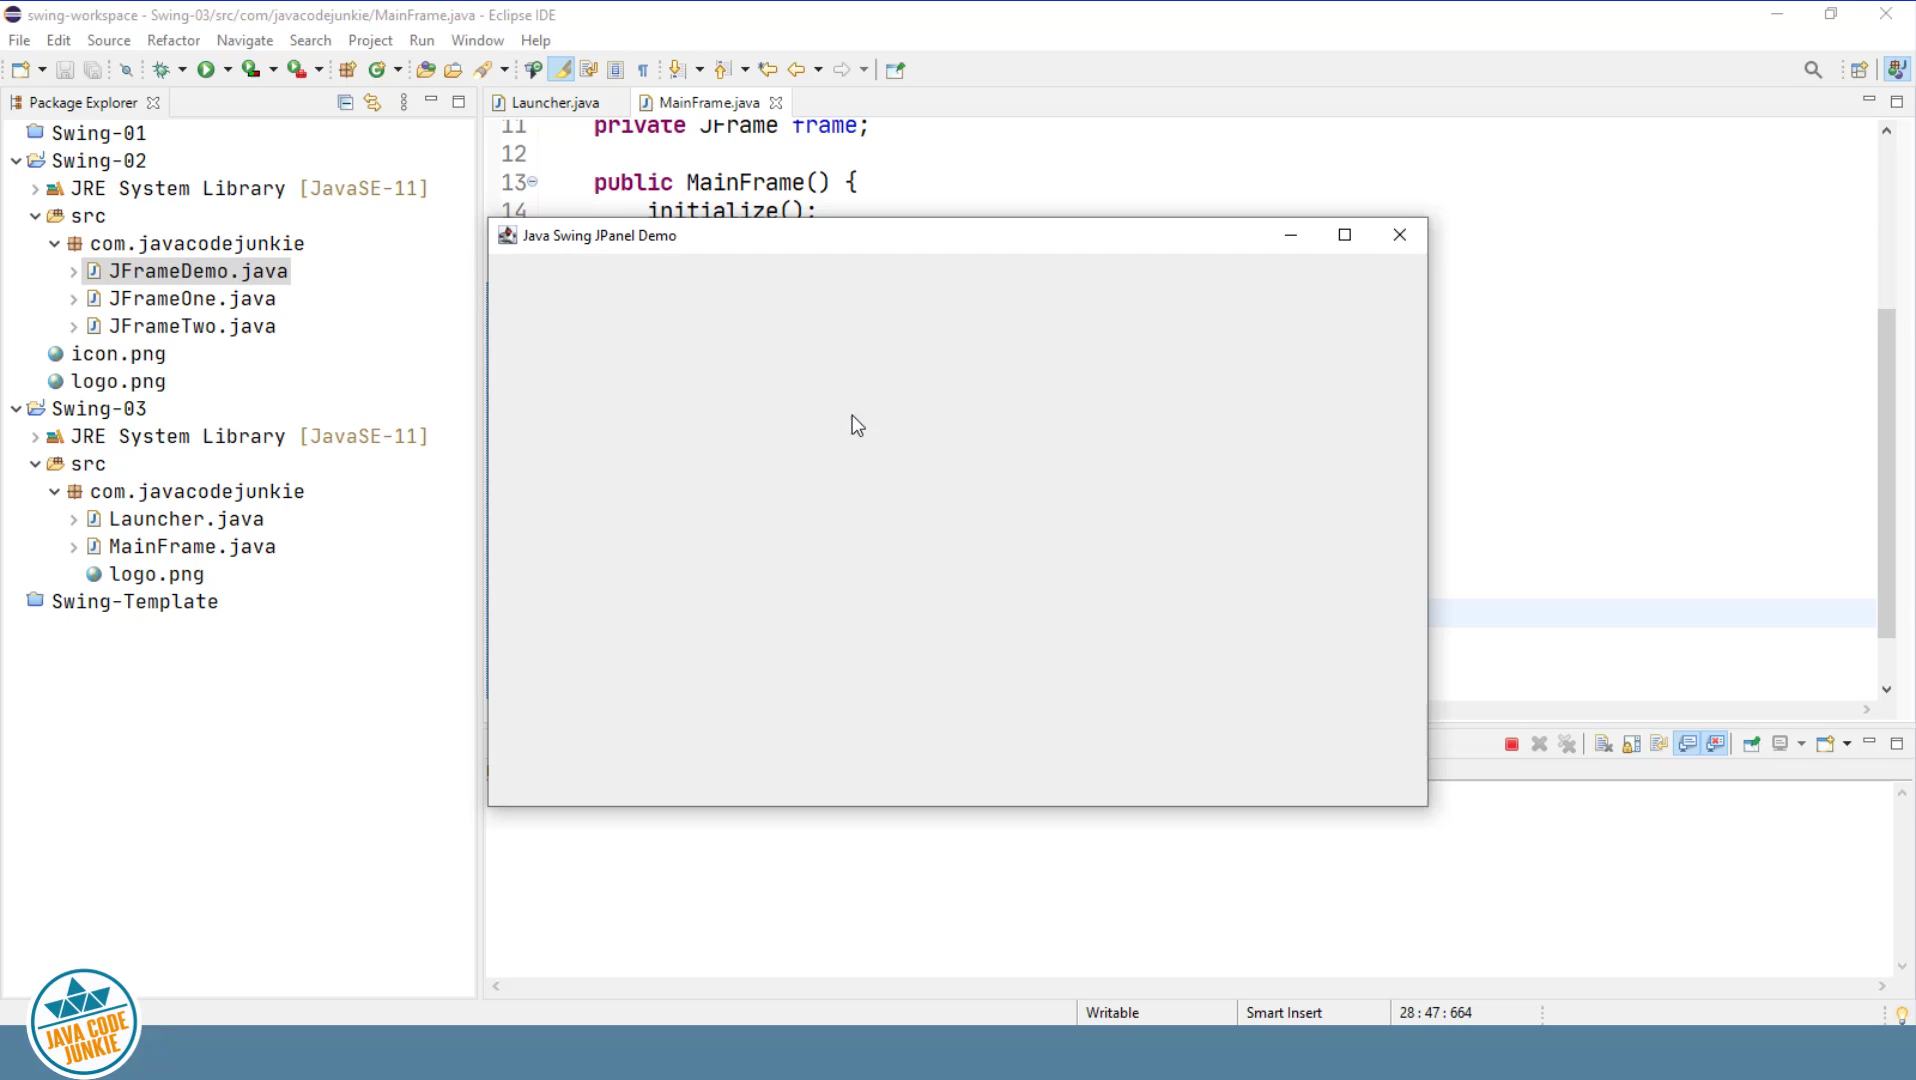 swing-workspace - Swing-03/src/com/javacodejunkie/MainFrame.java - Eclipse IDE
File Edit Source Refactor Navigate Search Project Run Window Help
Package Explorer
Launcher.java MainFrame.java
Swing-01
Swing-02
JRE System Library [JavaSE-11]
src
com.javacodejunkie
JFrameDemo.java
JFrameOne.java
JFrameTwo.java
icon.png
logo.png
Swing-03
JRE System Library [JavaSE-11]
src
com.javacodejunkie
Launcher.java
MainFrame.java
logo.png
Swing-Template
11 private JFrame frame;
12
13 public MainFrame() {
14 initialize();
Java Swing JPanel Demo
Writable Smart Insert 28 : 47 : 664
JAVA CODE
JUNKIE